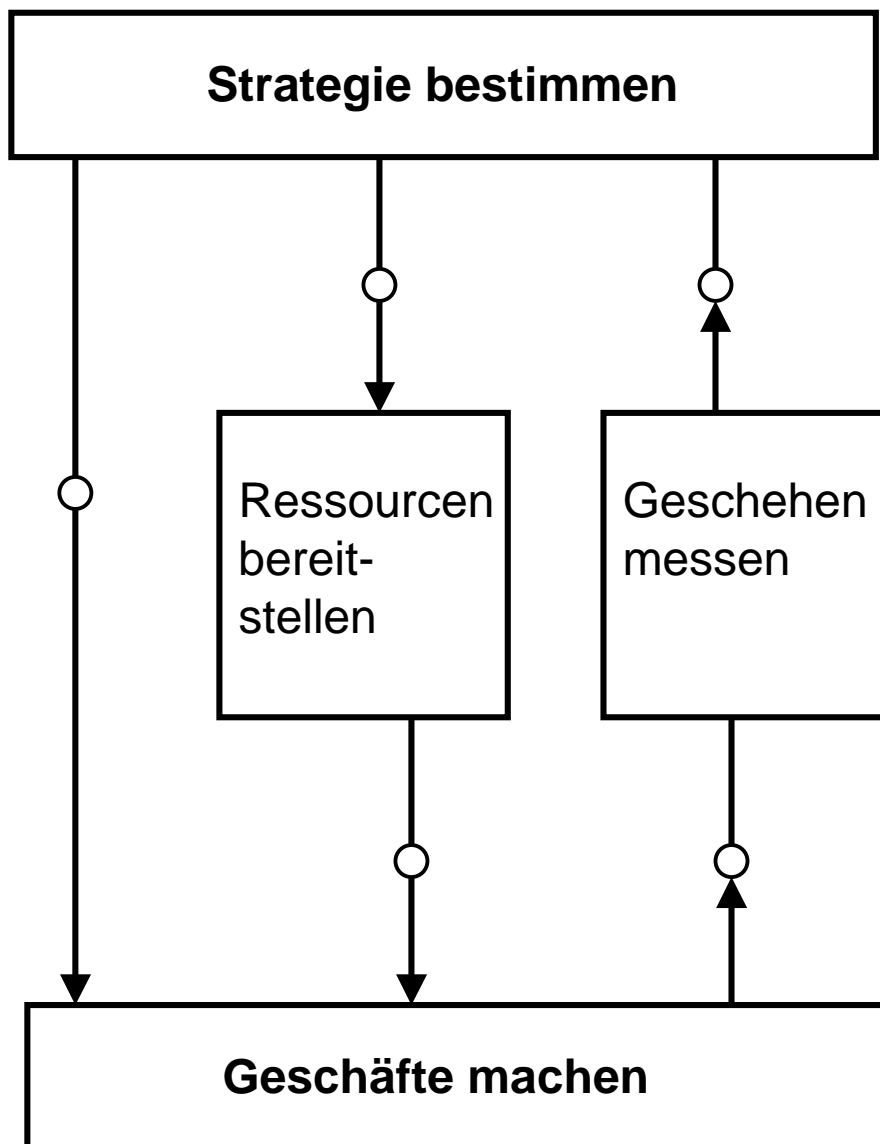 Strategie bestimmen
Ressourcen
bereit-
stellen
Geschehen
messen
Geschäfte machen